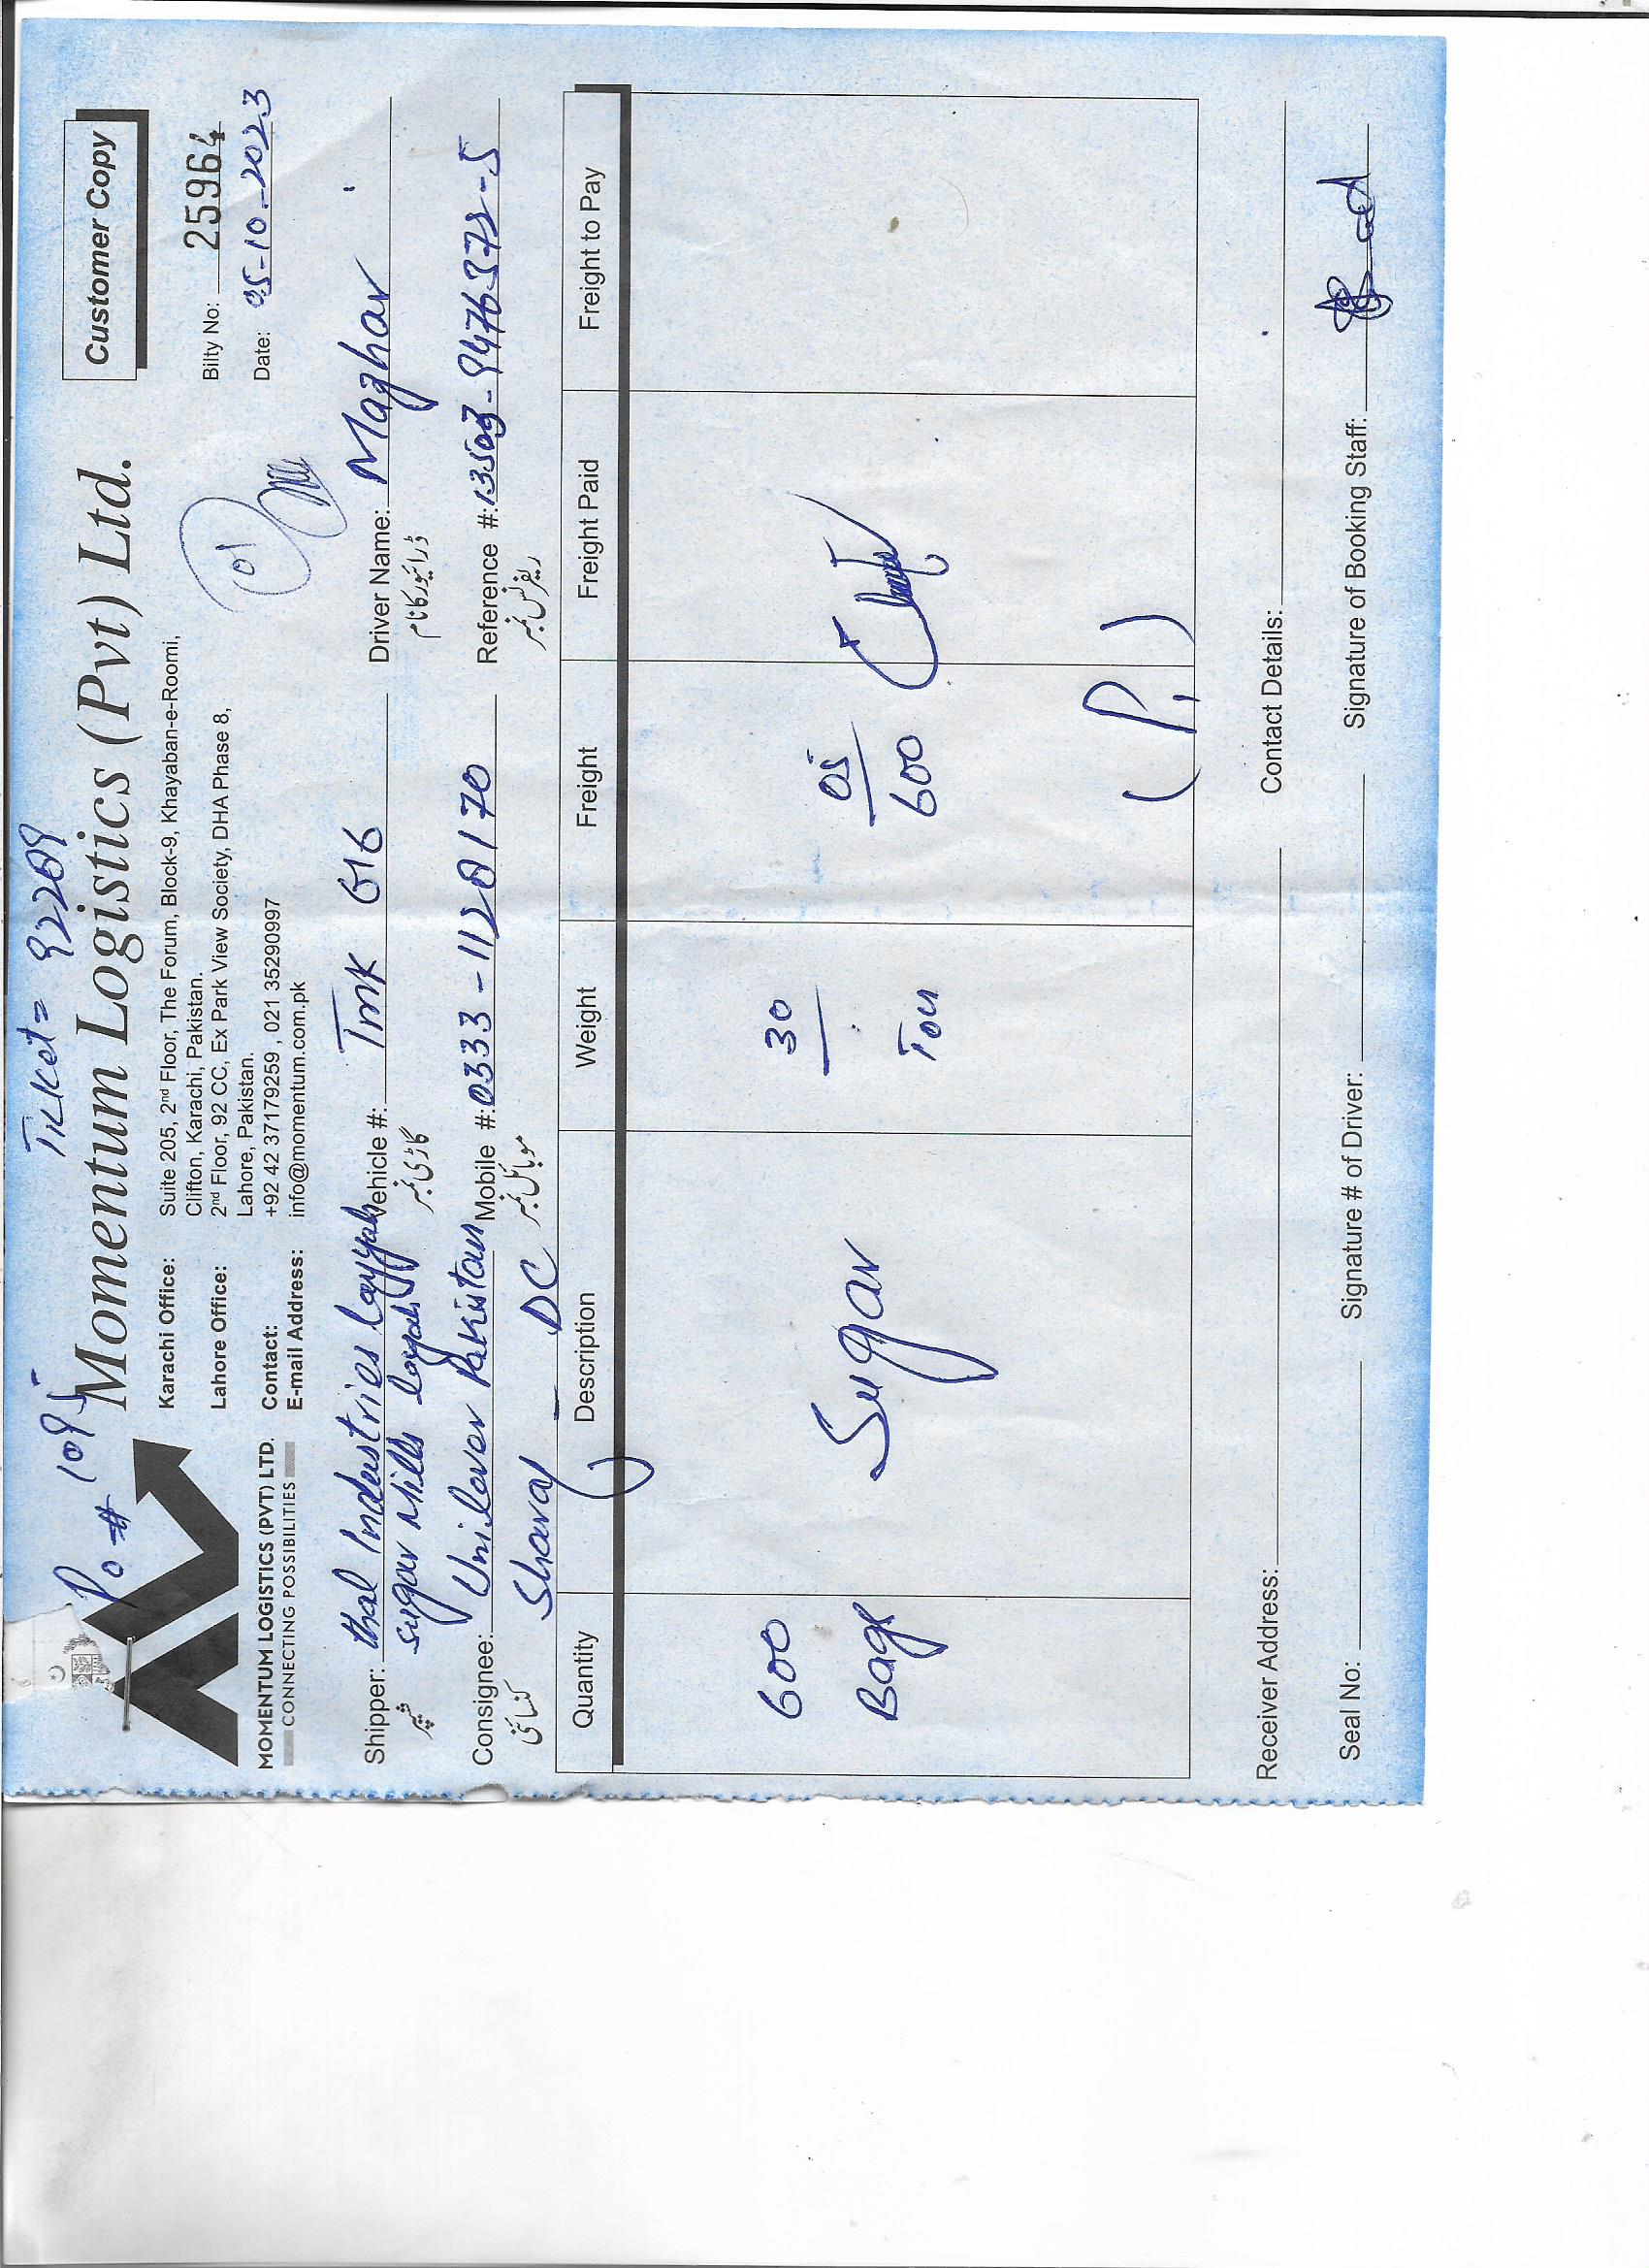 Po # 1095
Ticket = 92289
Momentum Logistics (Pvt) Ltd.
Customer Copy
MOMENTUM LOGISTICS (PVT) LTD.
CONNECTING POSSIBILITIES
Karachi Office: Suite 205, 2nd Floor, The Forum, Block-9, Khayaban-e-Roomi,
Clifton, Karachi, Pakistan.
Lahore Office: 2nd Floor, 92 CC, Ex Park View Society, DHA Phase 8,
Lahore, Pakistan.
Contact: +92 42 37179259 , 021 35290997
E-mail Address: info@momentum.com.pk
Bilty No: 25964
Date: 05-10-2023
01
Shipper: thal Industries Layyah Vehicle #: TMK 616 Driver Name: Mazhar
شپر sugar Mills layyah گاڑی نمبر ڈرائیور کا نام
Consignee: Unilever Pakistan Mobile #: 0333-1128170 Reference #: 13503-9476372-5
کنسائنی Sharaf DC موبائل نمبر ریفرنس نمبر
Quantity Description Weight Freight Freight Paid Freight to Pay
600 Sugar 30 05
Bags Ton 600
(P.)
Receiver Address: Contact Details:
Seal No: Signature # of Driver: Signature of Booking Staff: